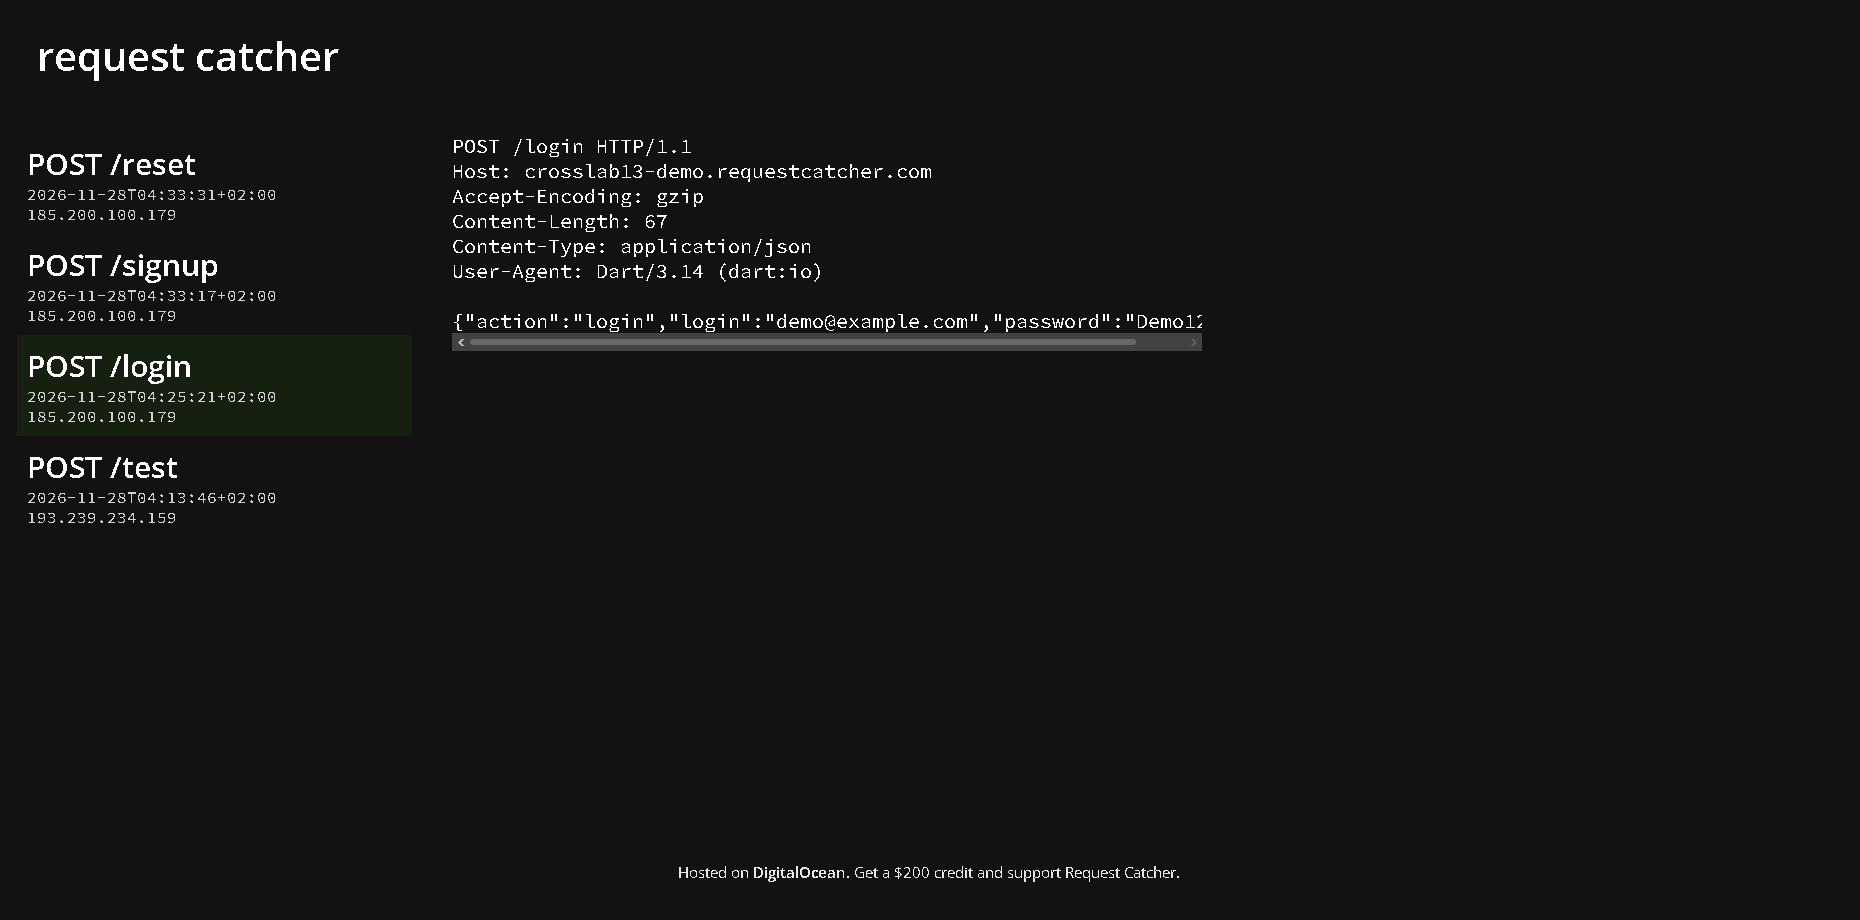 request catcher
POST /reset
2026-11-28T04:33:31+02:00
185.200.100.179
POST /signup
2026-11-28T04:33:17+02:00
185.200.100.179
POST /login
2026-11-28T04:25:21+02:00
185.200.100.179
POST /test
2026-11-28T04:13:46+02:00
193.239.234.159
POST /login HTTP/1.1
Host: crosslab13-demo.requestcatcher.com
Accept-Encoding: gzip
Content-Length: 67
Content-Type: application/json
User-Agent: Dart/3.14 (dart:io)
{"action":"login","login":"demo@example.com","password":"Demo12
Hosted on DigitalOcean. Get a $200 credit and support Request Catcher.